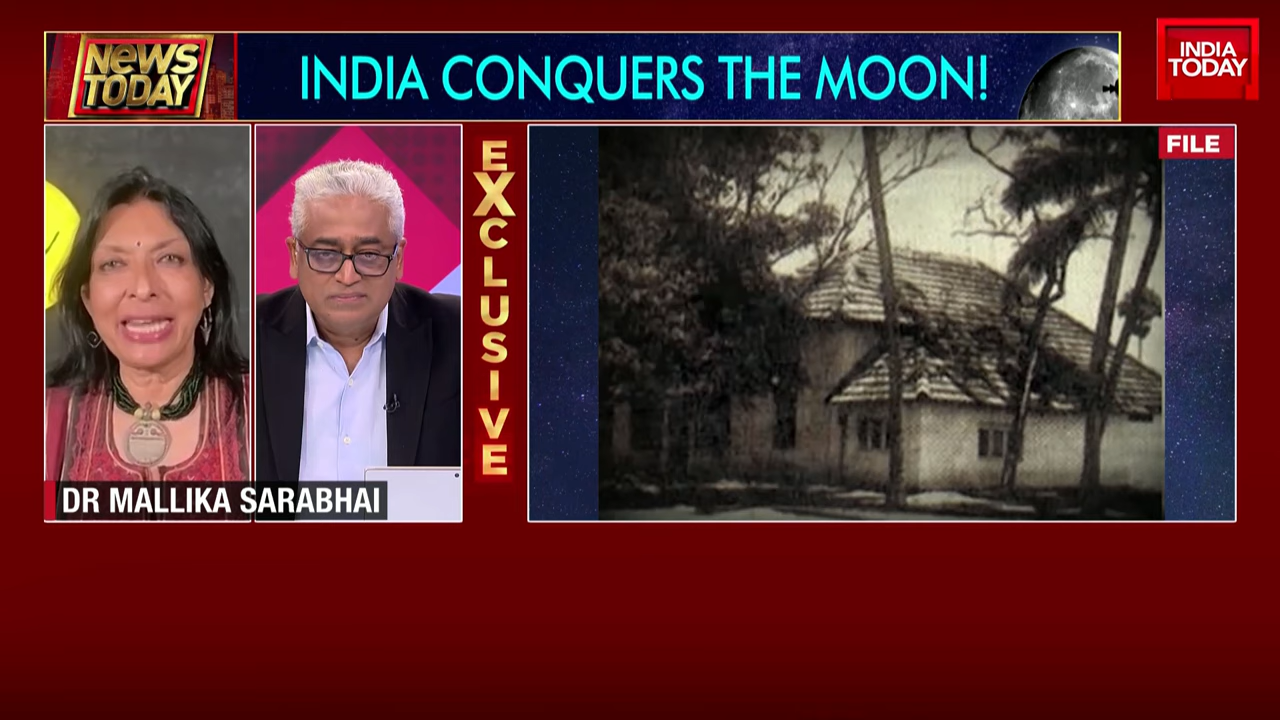 NEWS
TODAY
INDIA CONQUERS THE MOON!
INDIA
TODAY
EXCLUSIVE
FILE
DR MALLIKA SARABHAI